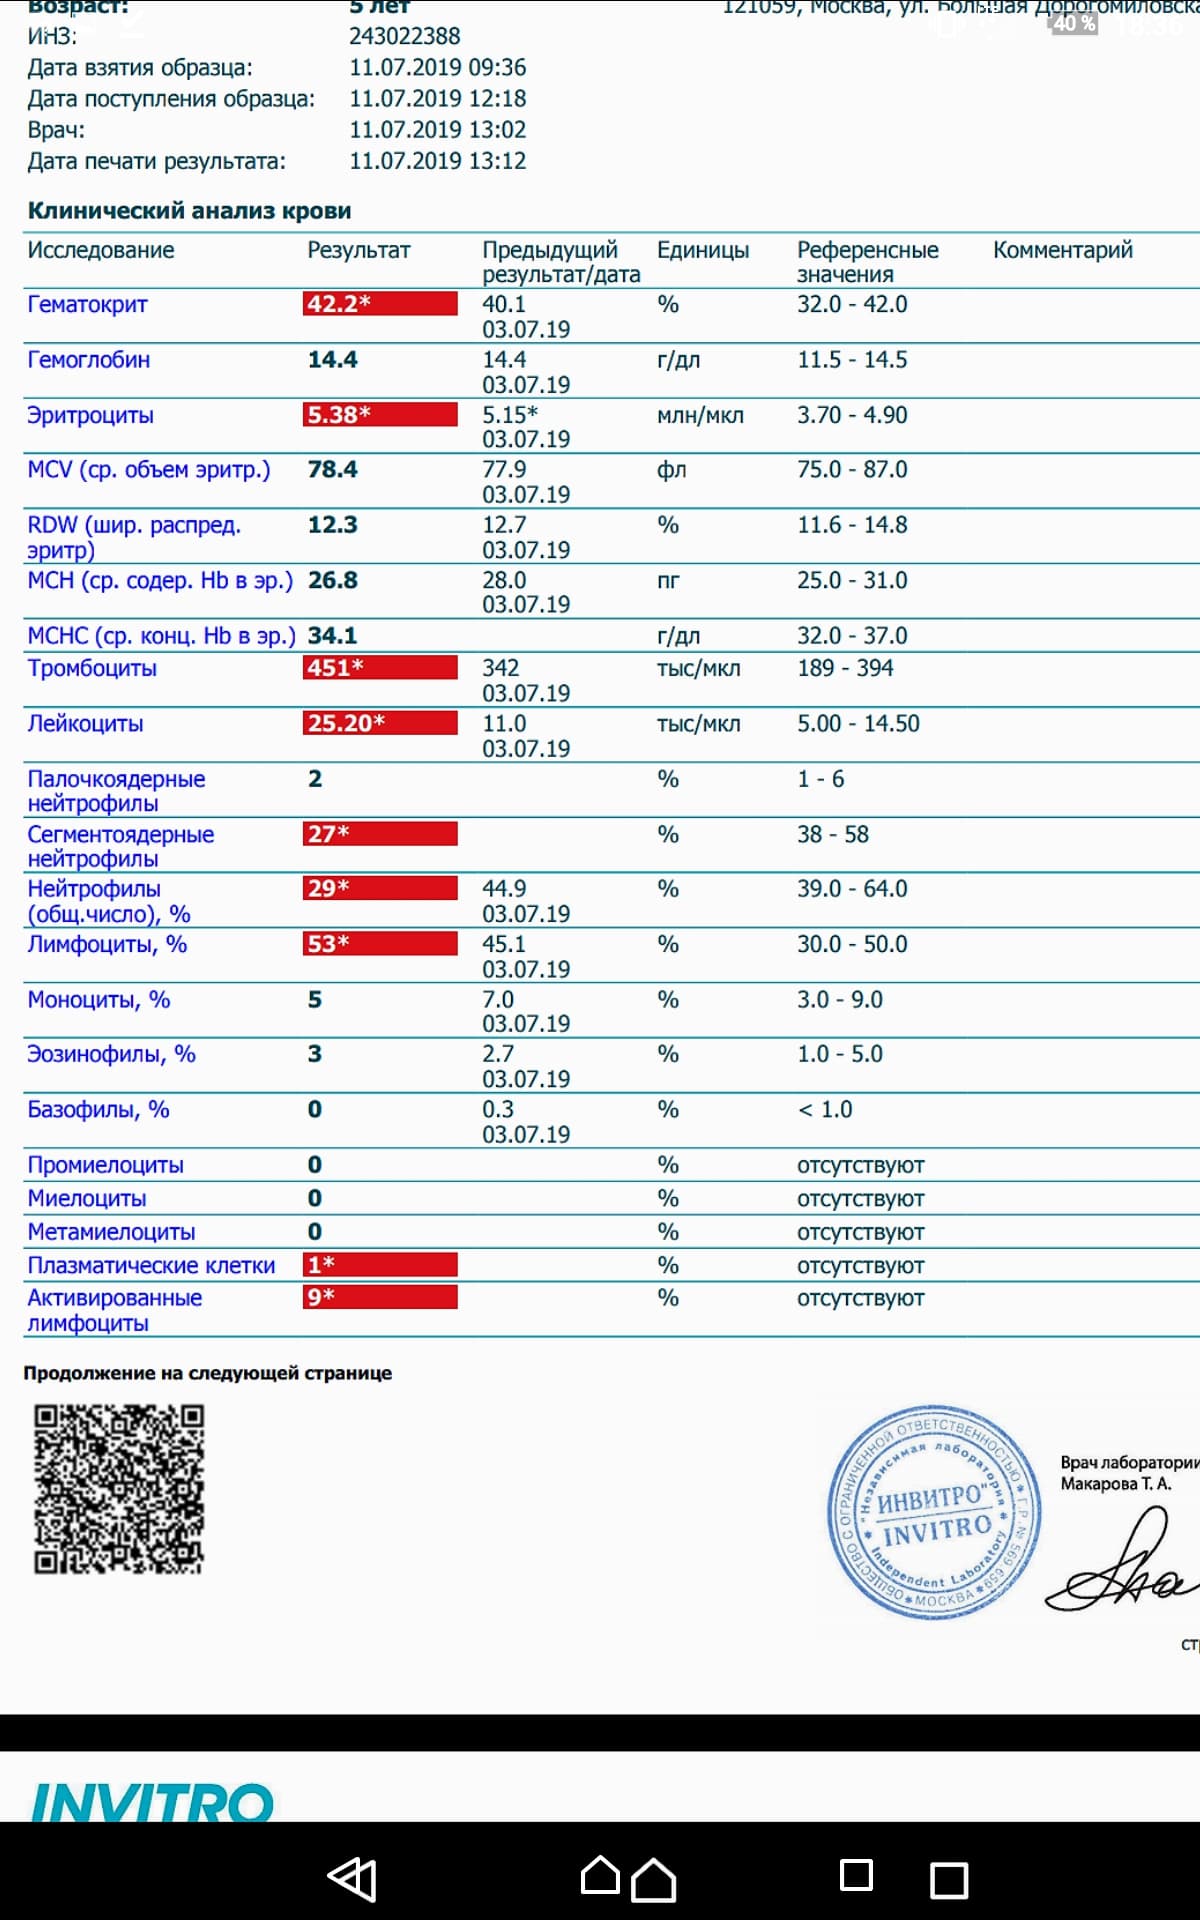 Возраст: 5 лет
121059, Москва, ул. Большая Дорогомиловска
40 %
ИНЗ: 243022388
Дата взятия образца: 11.07.2019 09:36
Дата поступления образца: 11.07.2019 12:18
Врач: 11.07.2019 13:02
Дата печати результата: 11.07.2019 13:12
Клинический анализ крови
Исследование Результат Предыдущий Единицы Референсные Комментарий
результат/дата значения
Гематокрит 42.2* 40.1 % 32.0 - 42.0
03.07.19
Гемоглобин 14.4 14.4 г/дл 11.5 - 14.5
03.07.19
Эритроциты 5.38* 5.15* млн/мкл 3.70 - 4.90
03.07.19
MCV (ср. объем эритр.) 78.4 77.9 фл 75.0 - 87.0
03.07.19
RDW (шир. распред. 12.3 12.7 % 11.6 - 14.8
эритр) 03.07.19
MCH (ср. содер. Hb в эр.) 26.8 28.0 пг 25.0 - 31.0
03.07.19
MCHC (ср. конц. Hb в эр.) 34.1 г/дл 32.0 - 37.0
Тромбоциты 451* 342 тыс/мкл 189 - 394
03.07.19
Лейкоциты 25.20* 11.0 тыс/мкл 5.00 - 14.50
03.07.19
Палочкоядерные 2 % 1 - 6
нейтрофилы
Сегментоядерные 27* % 38 - 58
нейтрофилы
Нейтрофилы 29* 44.9 % 39.0 - 64.0
(общ.число), % 03.07.19
Лимфоциты, % 53* 45.1 % 30.0 - 50.0
03.07.19
Моноциты, % 5 7.0 % 3.0 - 9.0
03.07.19
Эозинофилы, % 3 2.7 % 1.0 - 5.0
03.07.19
Базофилы, % 0 0.3 % < 1.0
03.07.19
Промиелоциты 0 % отсутствуют
Миелоциты 0 % отсутствуют
Метамиелоциты 0 % отсутствуют
Плазматические клетки 1* % отсутствуют
Активированные 9* % отсутствуют
лимфоциты
Продолжение на следующей странице
ОБЩЕСТВО С ОГРАНИЧЕННОЙ ОТВЕТСТВЕННОСТЬЮ * Г.Р. № 569.659 * МОСКВА *
"Независимая лаборатория
ИНВИТРО"
INVITRO
* Independent Laboratory *
Врач лаборатории
Макарова Т. А.
ст
INVITRO